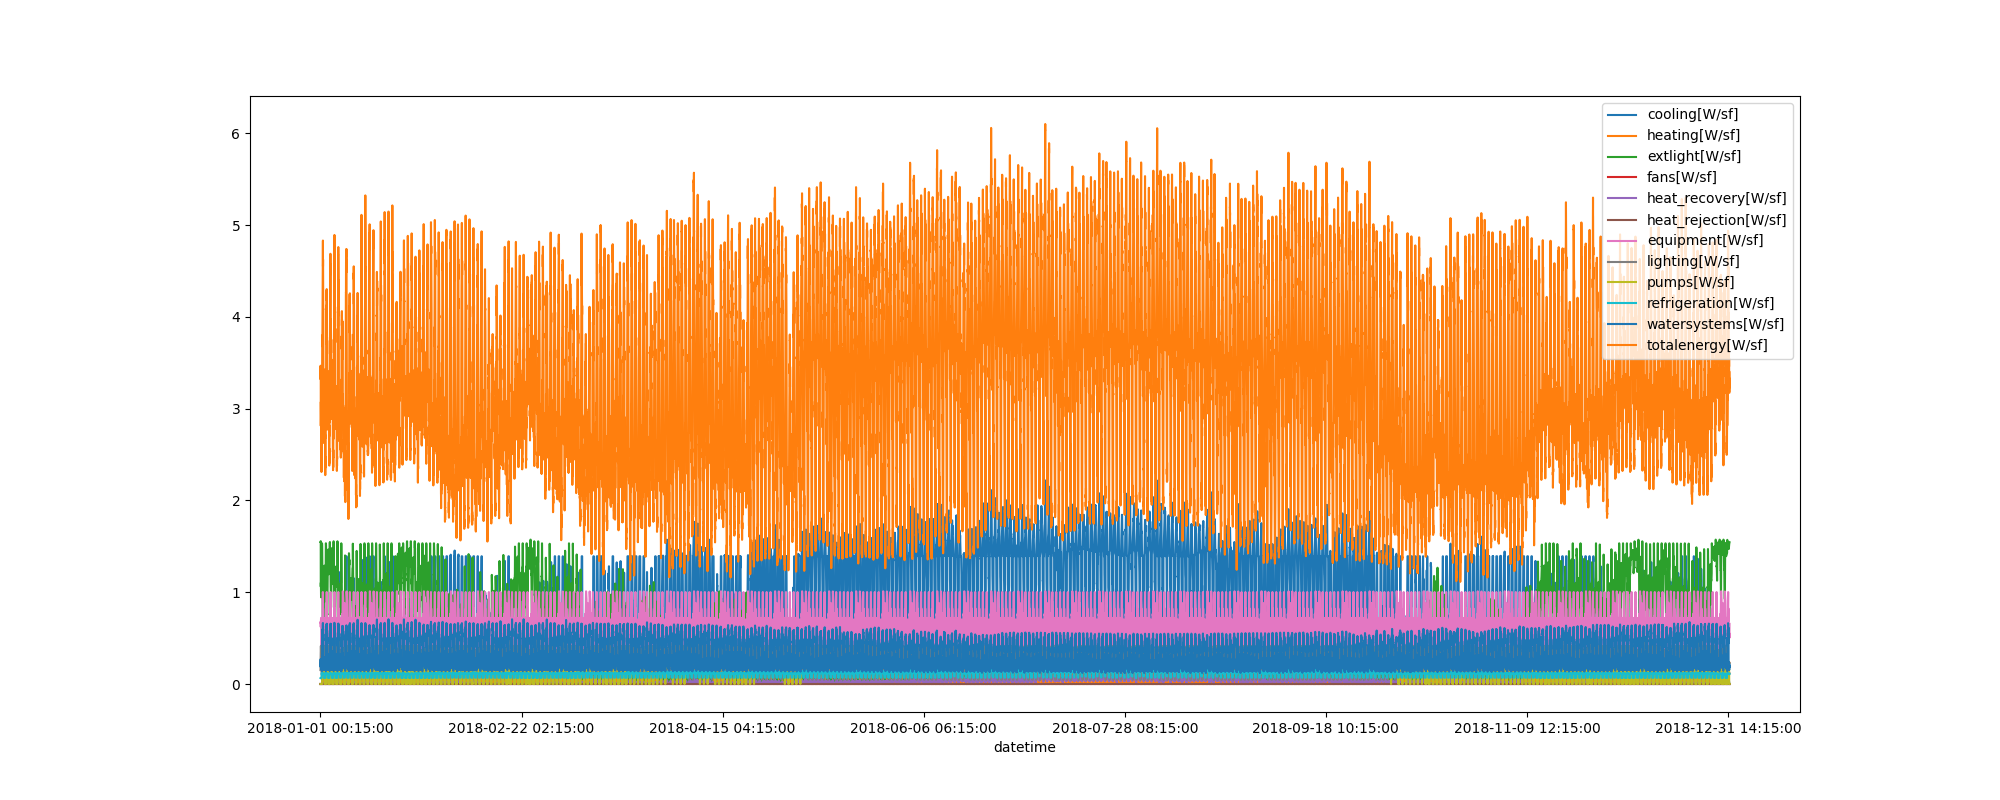 cooling[W/sf]
heating[W/sf]
extlight[W/sf]
fans[W/sf]
heat_recovery[W/sf]
heat_rejection[W/sf]
equipment[W/sf]
lighting[W/sf]
pumps[W/sf]
refrigeration[W/sf]
watersystems[W/sf]
totalenergy[W/sf]
6
5
4
3
2
1
0
2018-01-01 00:15:00 2018-02-22 02:15:00 2018-04-15 04:15:00 2018-06-06 06:15:00 2018-07-28 08:15:00 2018-09-18 10:15:00 2018-11-09 12:15:00 2018-12-31 14:15:00
datetime